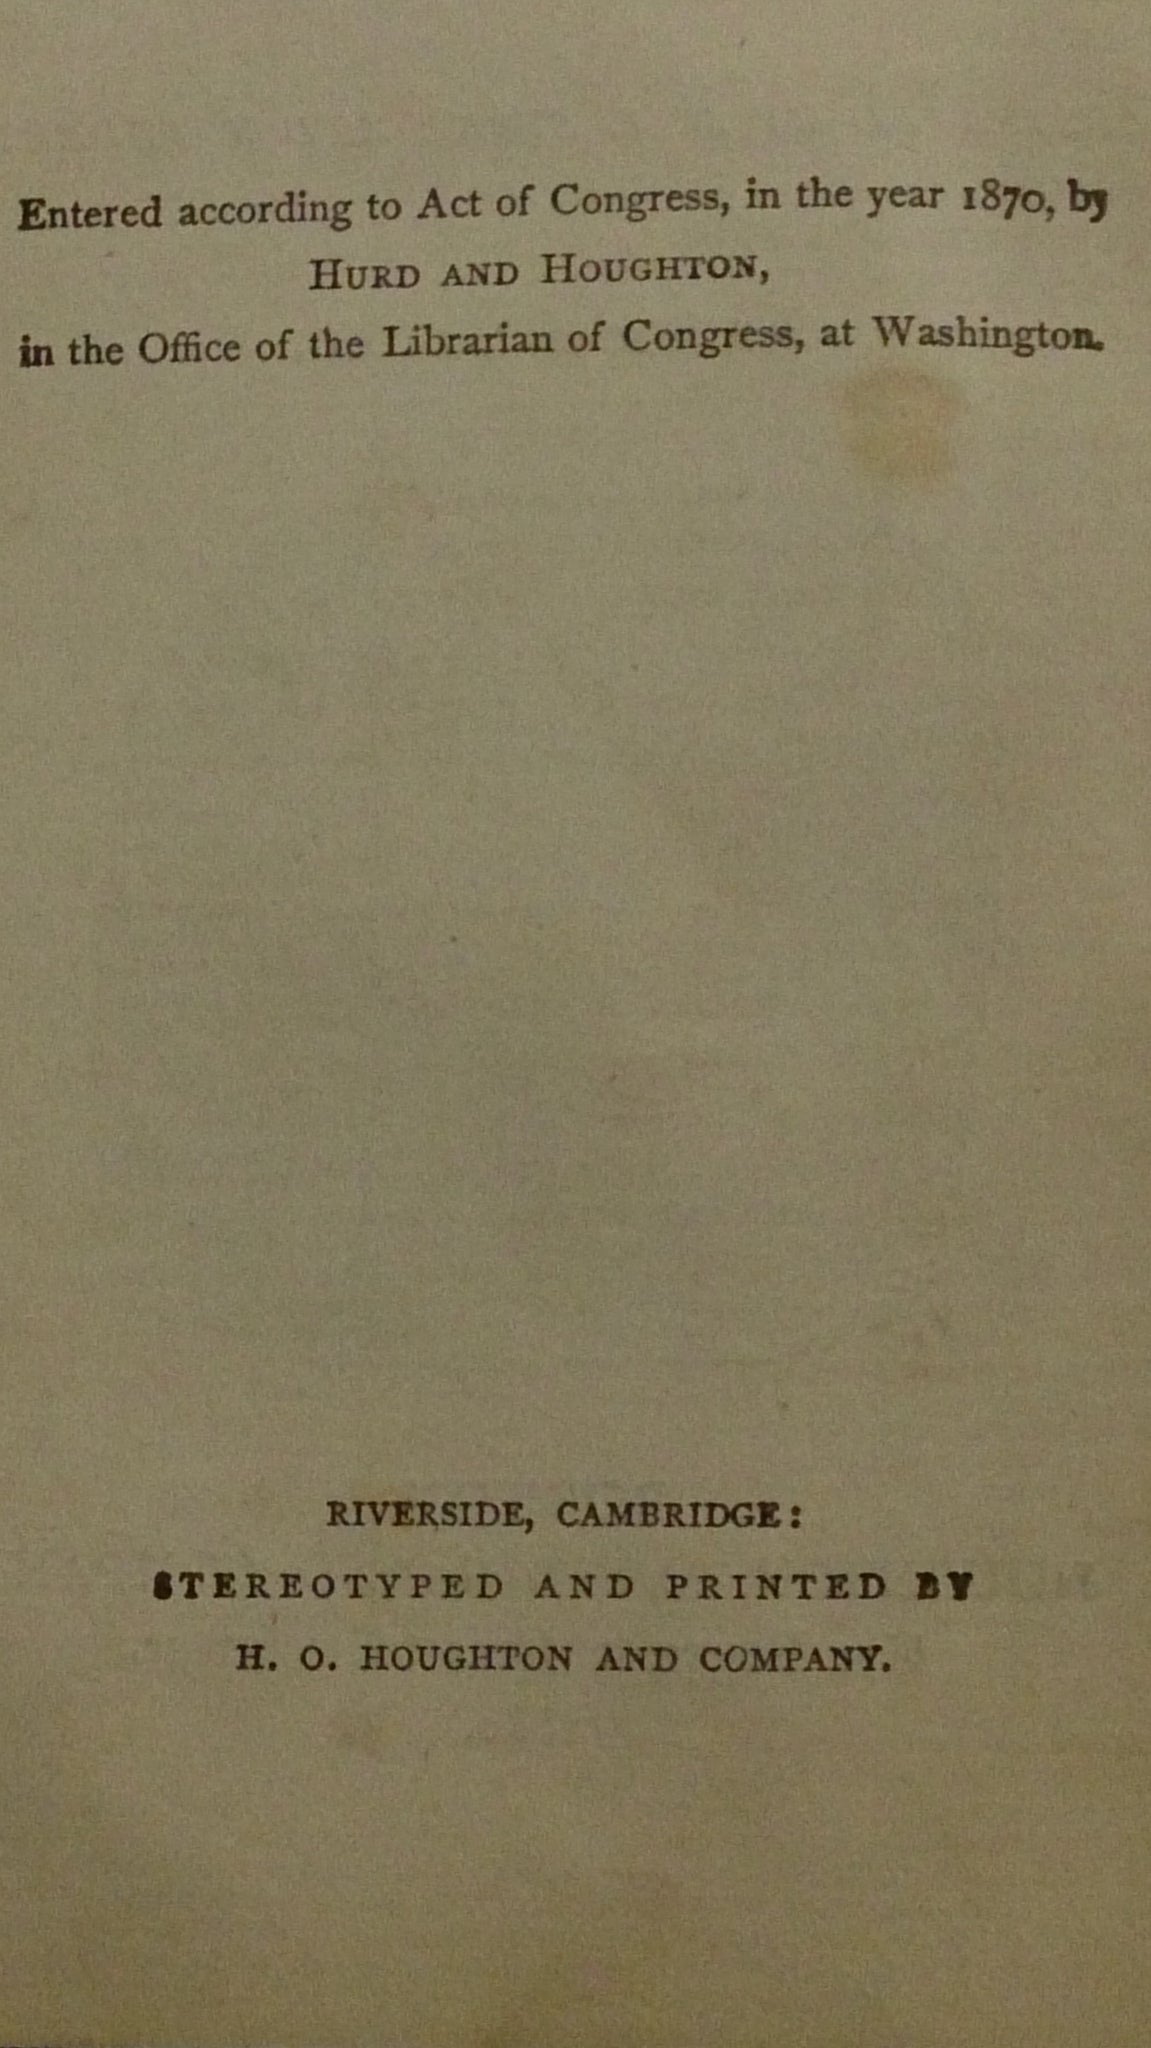 Entered according to Act of Congress, in the year 1870, by
HURD AND HOUGHTON,
in the Office of the Librarian of Congress, at Washington.
RIVERSIDE, CAMBRIDGE:
STEREOTYPED AND PRINTED BY
H. O. HOUGHTON AND COMPANY.